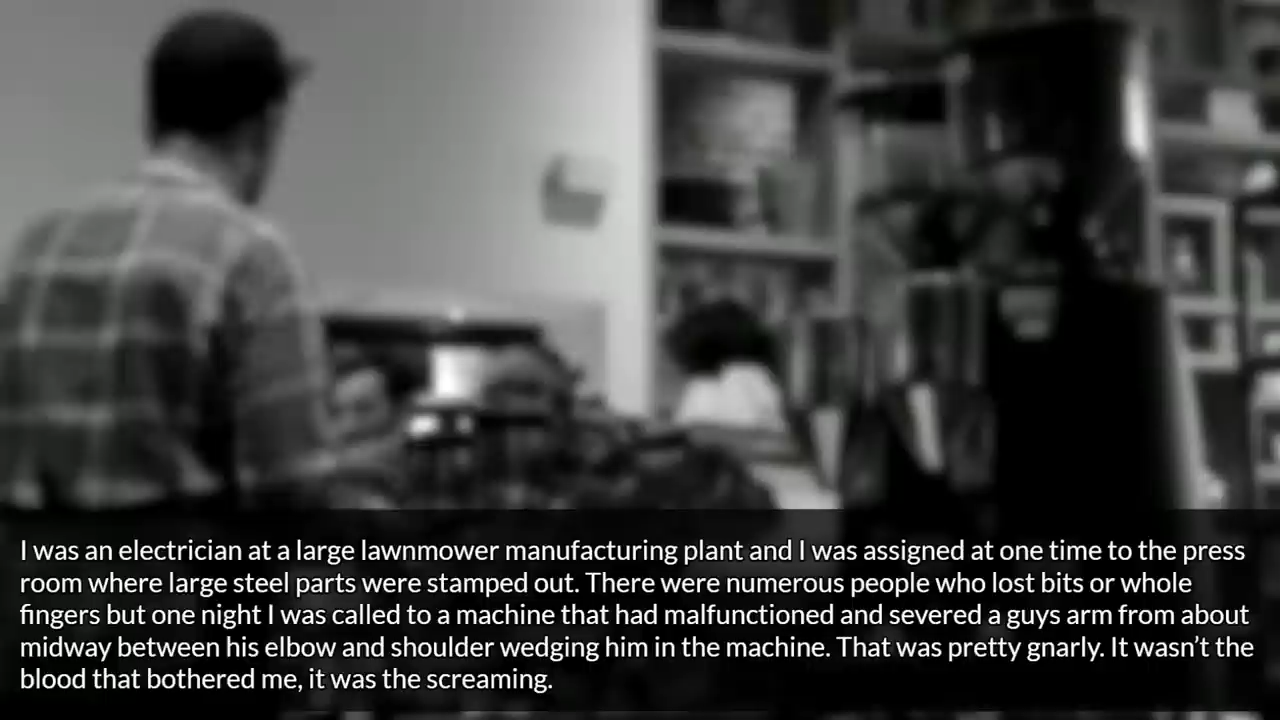 I was an electrician at a large lawnmower manufacturing plant and I was assigned at one time to the press
room where large steel parts were stamped out. There were numerous people who lost bits or whole
fingers but one night I was called to a machine that had malfunctioned and severed a guys arm from about
midway between his elbow and shoulder wedging him in the machine. That was pretty gnarly. It wasn’t the
blood that bothered me, it was the screaming.